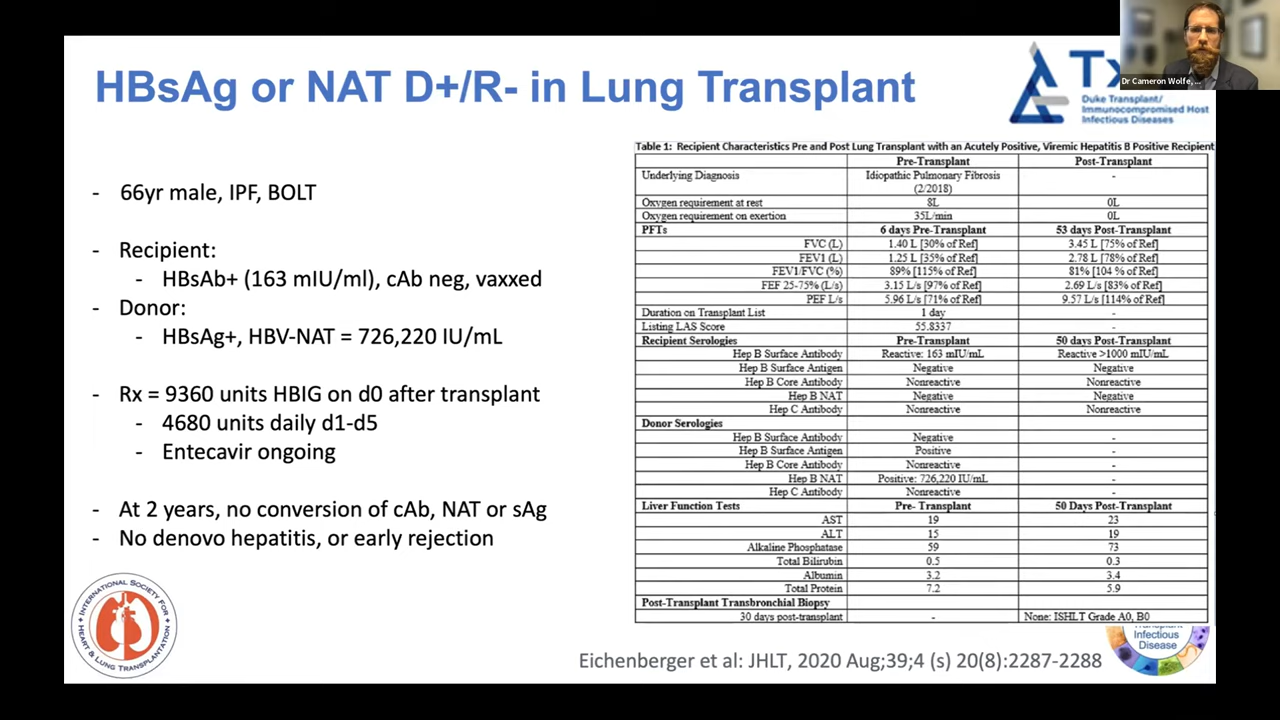 HBsAg or NAT D+/R- in Lung Transplant
Dr Cameron Wolfe, ...
Tx
Duke Transplant/
Immunocompromised Host
Infectious Diseases
- 66yr male, IPF, BOLT
- Recipient:
- HBsAb+ (163 mIU/ml), cAb neg, vaxxed
- Donor:
- HBsAg+, HBV-NAT = 726,220 IU/mL
- Rx = 9360 units HBIG on d0 after transplant
- 4680 units daily d1-d5
- Entecavir ongoing
- At 2 years, no conversion of cAb, NAT or sAg
- No denovo hepatitis, or early rejection
Table 1: Recipient Characteristics Pre and Post Lung Transplant with an Acutely Positive, Viremic Hepatitis B Positive Recipient
Pre-Transplant Post-Transplant
Underlying Diagnosis Idiopathic Pulmonary Fibrosis -
(2/2018)
Oxygen requirement at rest 8L 0L
Oxygen requirement on exertion 35L/min 0L
PFTs 6 days Pre-Transplant 53 days Post-Transplant
FVC (L) 1.40 L [30% of Ref] 3.45 L [75% of Ref]
FEV1 (L) 1.25 L [35% of Ref] 2.78 L [78% of Ref]
FEV1/FVC (%) 89% [115% of Ref] 81% [104 % of Ref]
FEF 25-75% (L/s) 3.15 L/s [97% of Ref] 2.69 L/s [83% of Ref]
PEF L/s 5.96 L/s [71% of Ref] 9.57 L/s [114% of Ref]
Duration on Transplant List 1 day -
Listing LAS Score 55.8337 -
Recipient Serologies Pre-Transplant 50 days Post-Transplant
Hep B Surface Antibody Reactive: 163 mIU/mL Reactive >1000 mIU/mL
Hep B Surface Antigen Negative Negative
Hep B Core Antibody Nonreactive Nonreactive
Hep B NAT Negative Negative
Hep C Antibody Nonreactive Nonreactive
Donor Serologies
Hep B Surface Antibody Negative -
Hep B Surface Antigen Positive -
Hep B Core Antibody Nonreactive -
Hep B NAT Positive: 726,220 IU/mL -
Hep C Antibody Nonreactive -
Liver Function Tests Pre- Transplant 50 Days Post-Transplant
AST 19 23
ALT 15 19
Alkaline Phosphatase 59 73
Total Bilirubin 0.5 0.3
Albumin 3.2 3.4
Total Protein 7.2 5.9
Post-Transplant Transbronchial Biopsy
30 days post-transplant - None: ISHLT Grade A0, B0
INTERNATIONAL SOCIETY FOR
HEART & LUNG TRANSPLANTATION
Transplant
Infectious
Disease
Eichenberger et al: JHLT, 2020 Aug;39;4 (s) 20(8):2287-2288